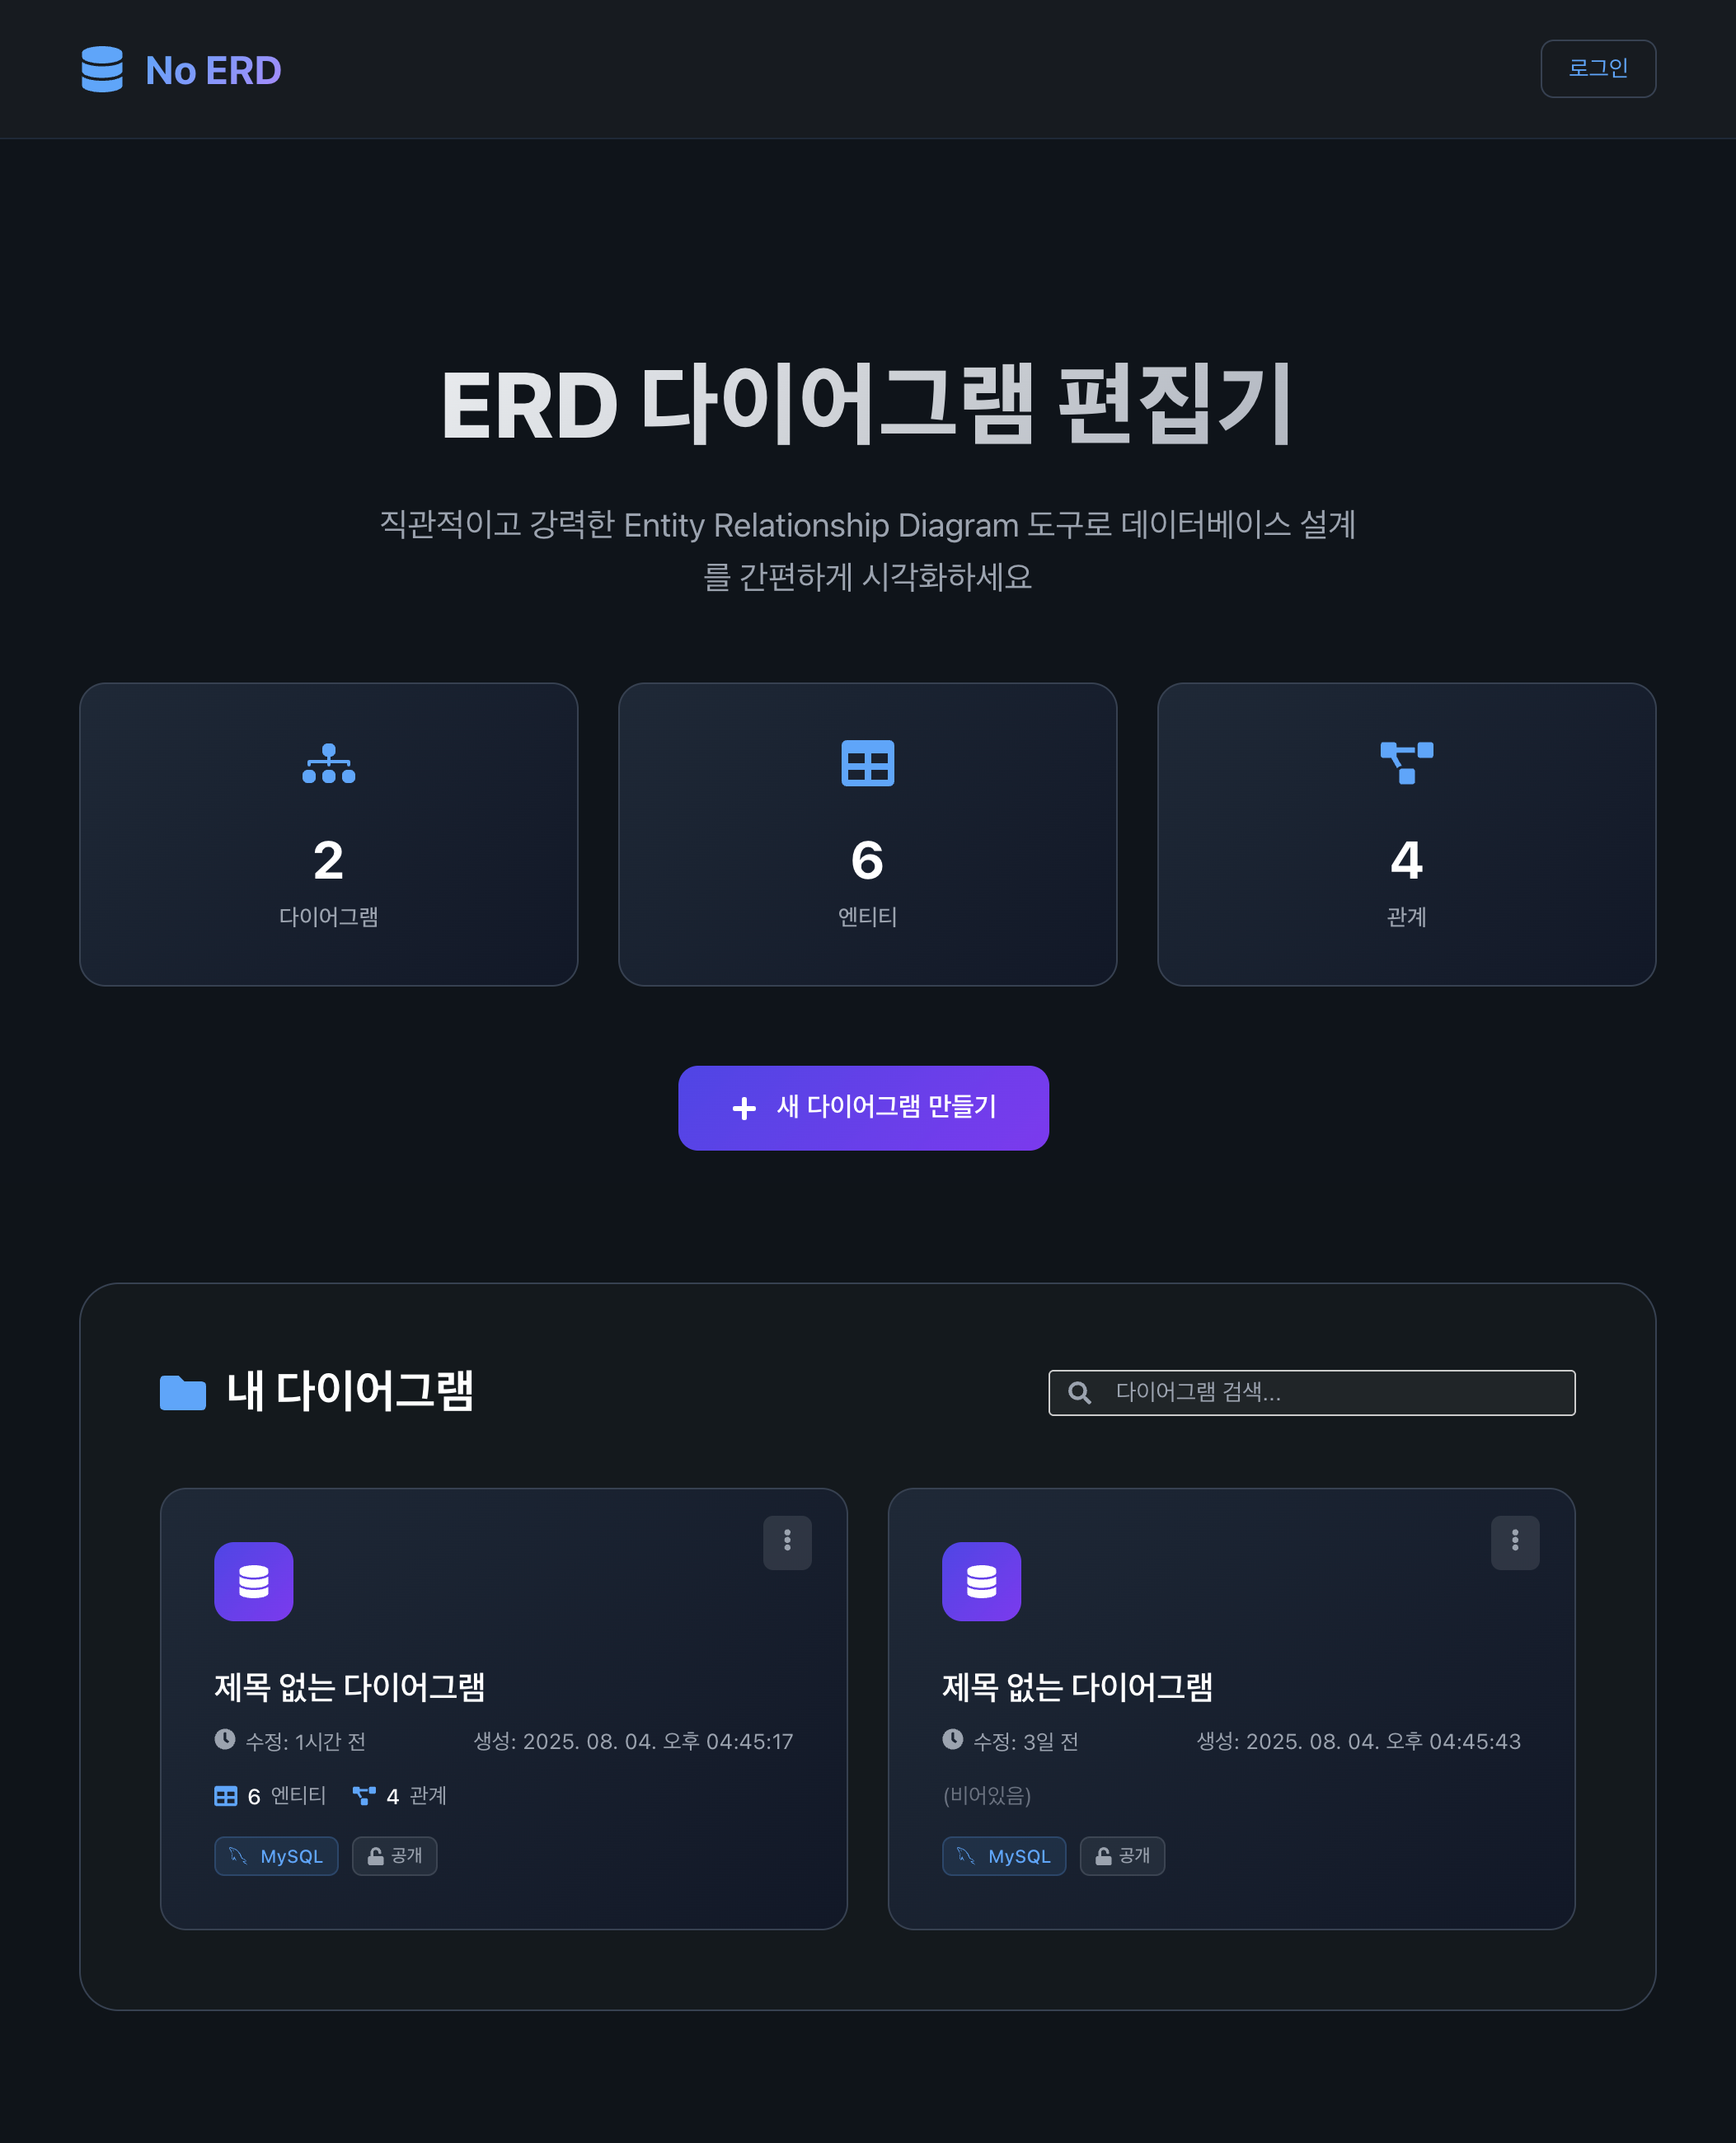 No ERD
로그인
ERD 다이어그램 편집기
직관적이고 강력한 Entity Relationship Diagram 도구로 데이터베이스 설계
를 간편하게 시각화하세요
2
다이어그램
6
엔티티
4
관계
새 다이어그램 만들기
내 다이어그램
다이어그램 검색...
제목 없는 다이어그램
수정: 1시간 전 생성: 2025. 08. 04. 오후 04:45:17
6 엔티티 4 관계
MySQL 공개
제목 없는 다이어그램
수정: 3일 전 생성: 2025. 08. 04. 오후 04:45:43
(비어있음)
MySQL 공개